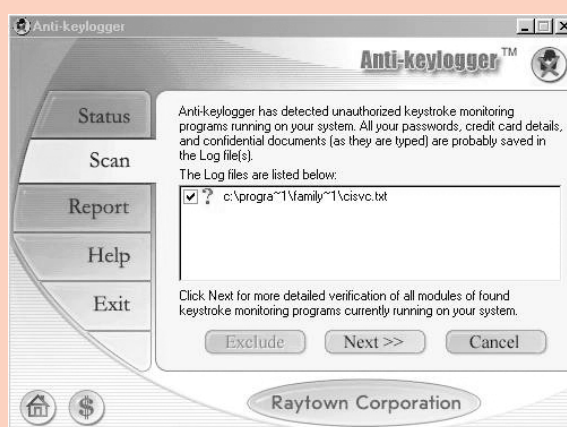 Anti-keylogger
Anti-keylogger™
Status
Scan
Report
Help
Exit
Anti-keylogger has detected unauthorized keystroke monitoring
programs running on your system. All your passwords, credit card details,
and confidential documents (as they are typed) are probably saved in
the Log file(s).
The Log files are listed below:
? c:\progra~1\family~1\cisvc.txt
Click Next for more detailed verification of all modules of found
keystroke monitoring programs currently running on your system.
Exclude
Next >>
Cancel
$
Raytown Corporation